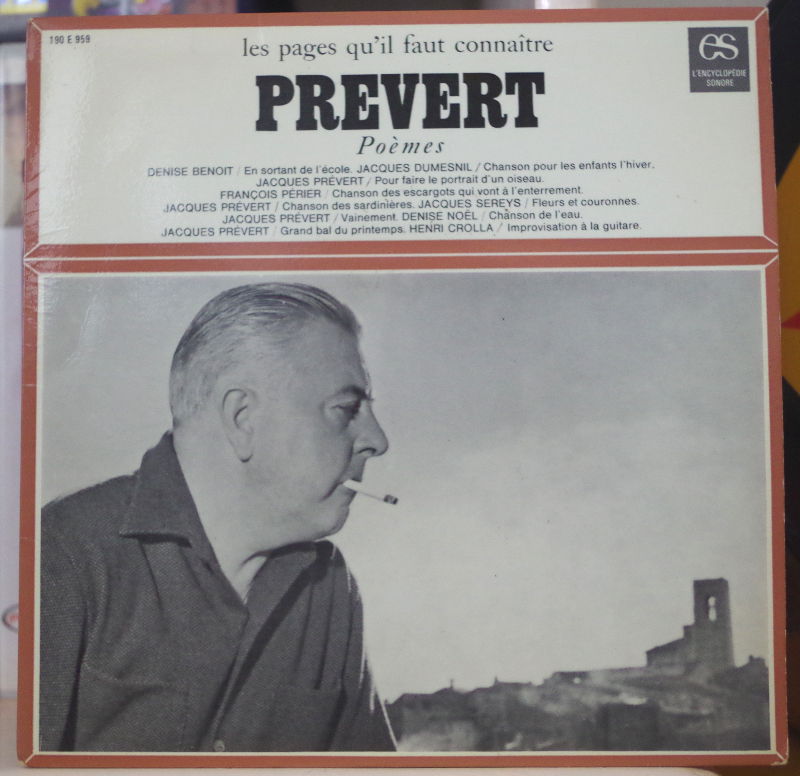 190 E 959
les pages qu'il faut connaître
es
L'ENCYCLOPÉDIE
SONORE
PREVERT
Poèmes
DENISE BENOIT / En sortant de l'école. JACQUES DUMESNIL / Chanson pour les enfants l'hiver.
JACQUES PRÉVERT / Pour faire le portrait d'un oiseau.
FRANÇOIS PÉRIER / Chanson des escargots qui vont à l'enterrement.
JACQUES PRÉVERT / Chanson des sardinières. JACQUES SEREYS / Fleurs et couronnes.
JACQUES PRÉVERT / Vainement. DENISE NOËL / Chanson de l'eau.
JACQUES PRÉVERT / Grand bal du printemps. HENRI CROLLA / Improvisation à la guitare.